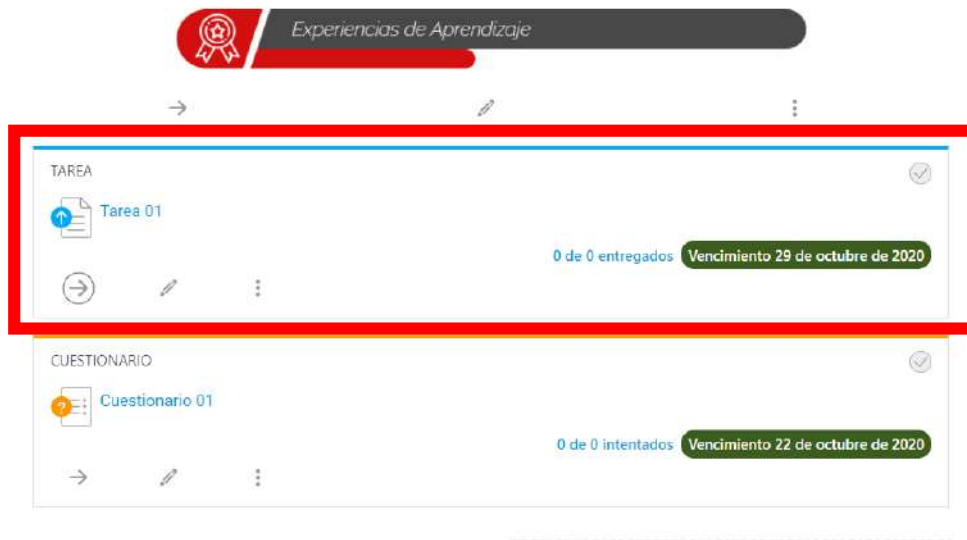 Experiencias de Aprendizaje
TAREA
Tarea 01
0 de 0 entregados Vencimiento 29 de octubre de 2020
CUESTIONARIO
Cuestionario 01
0 de 0 intentados Vencimiento 22 de octubre de 2020